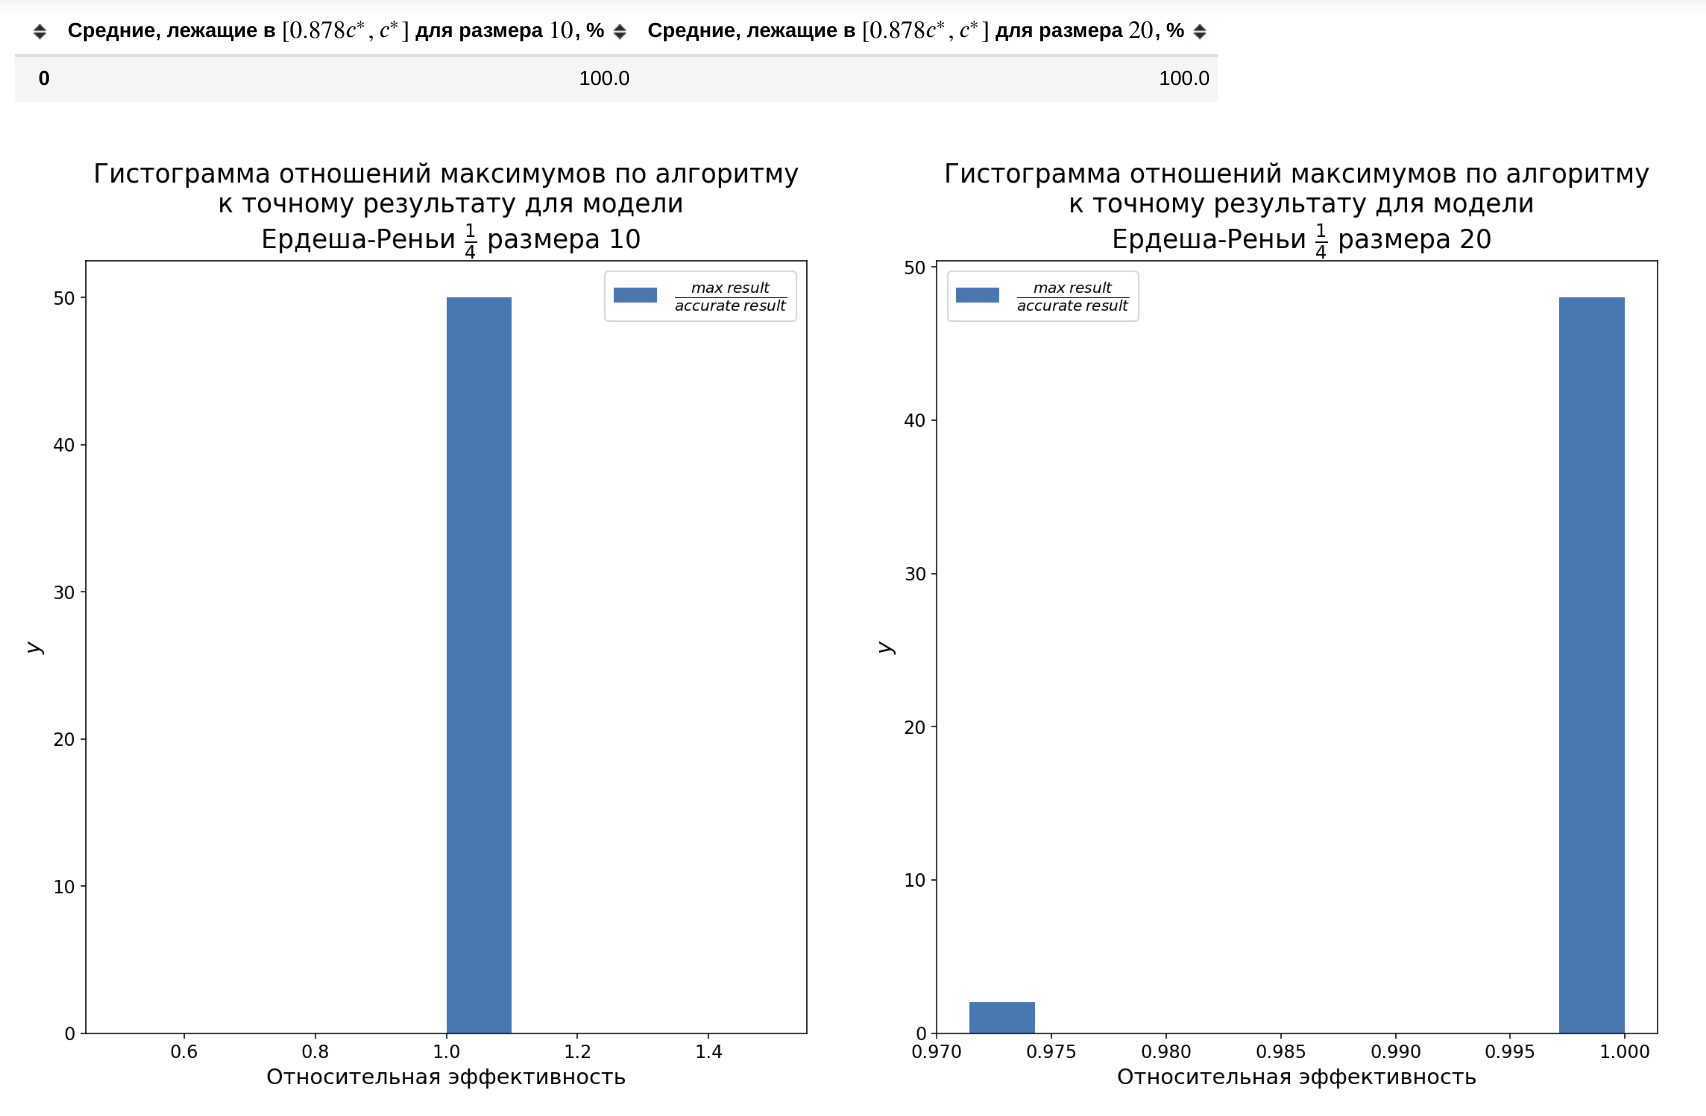 Средние, лежащие в [0.878c*, c*] для размера 10, % Средние, лежащие в [0.878c*, c*] для размера 20, %
0 100.0 100.0
Гистограмма отношений максимумов по алгоритму
к точному результату для модели
Ердеша-Реньи 1/4 размера 10
max result
accurate result
50
40
30
20
10
0
y
0.6 0.8 1.0 1.2 1.4
Относительная эффективность
Гистограмма отношений максимумов по алгоритму
к точному результату для модели
Ердеша-Реньи 1/4 размера 20
max result
accurate result
50
40
30
20
10
0
y
0.970 0.975 0.980 0.985 0.990 0.995 1.000
Относительная эффективность